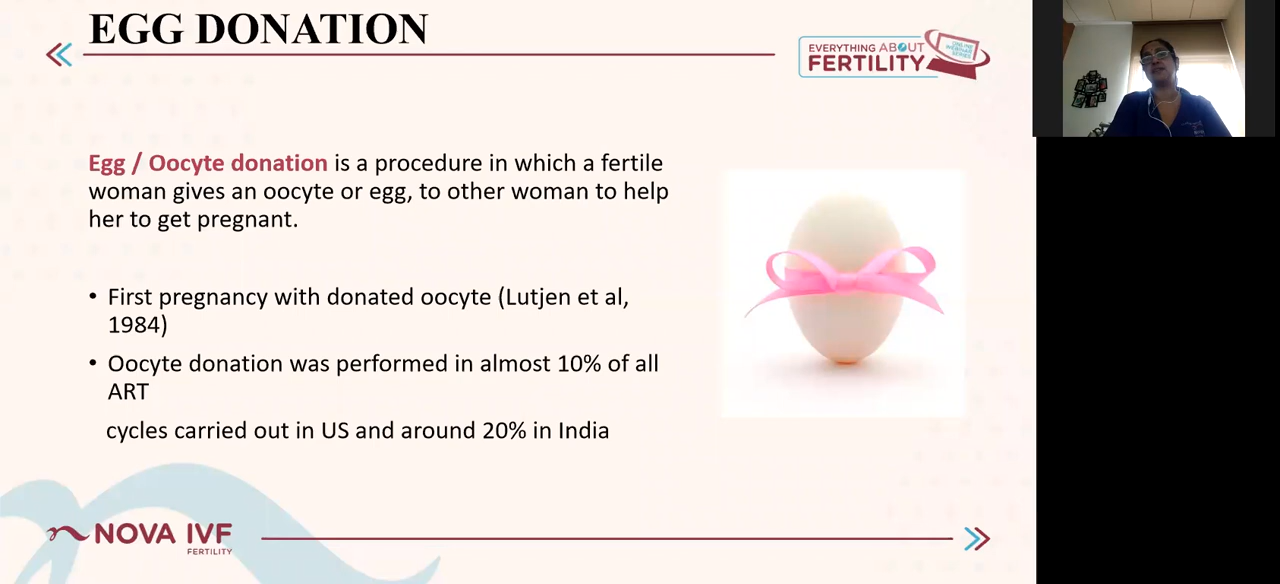 EGG DONATION
EVERYTHING ABOUT
FERTILITY
ONLINE
WEBINAR
SERIES
Egg / Oocyte donation is a procedure in which a fertile
woman gives an oocyte or egg, to other woman to help
her to get pregnant.
• First pregnancy with donated oocyte (Lutjen et al,
1984)
• Oocyte donation was performed in almost 10% of all
ART
cycles carried out in US and around 20% in India
NOVA IVF
FERTILITY